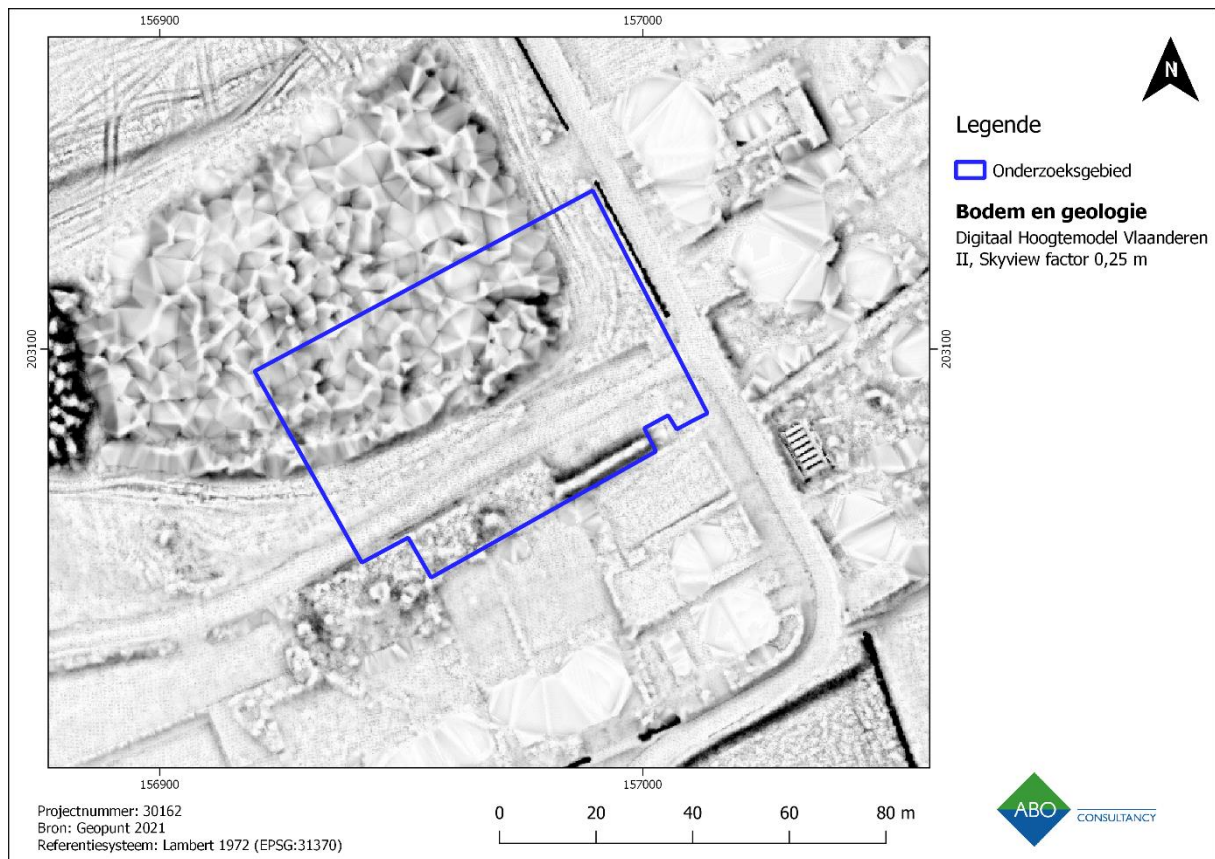 156900
157000
N
Legende
Onderzoeksgebied
Bodem en geologie
Digitaal Hoogtemodel Vlaanderen
II, Skyview factor 0,25 m
203100
203100
156900
157000
Projectnummer: 30162
Bron: Geopunt 2021
Referentiesysteem: Lambert 1972 (EPSG:31370)
0 20 40 60 80 m
ABO CONSULTANCY